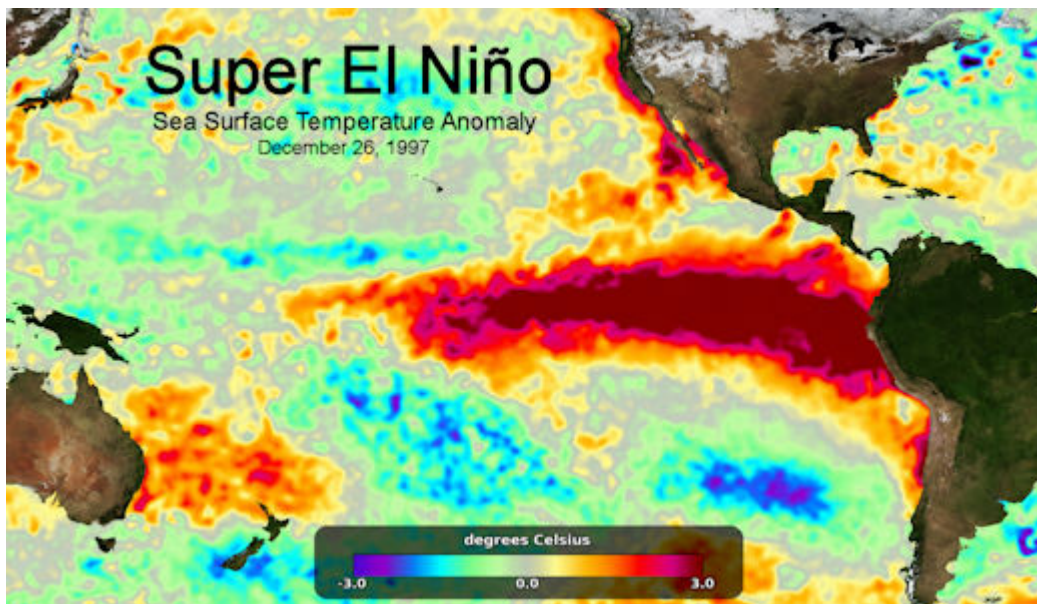 Super El Niño
Sea Surface Temperature Anomaly
December 26, 1997
degrees Celsius
-3.0 0.0 3.0